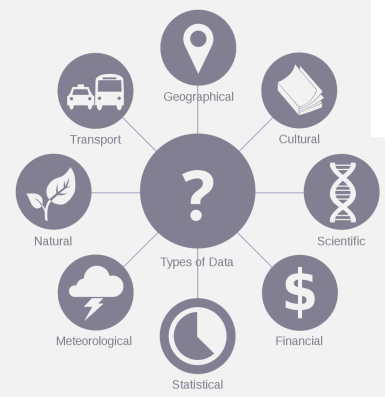 Geographical
Transport
Cultural
?
Types of Data
Natural
Scientific
Meteorological
$
Financial
Statistical